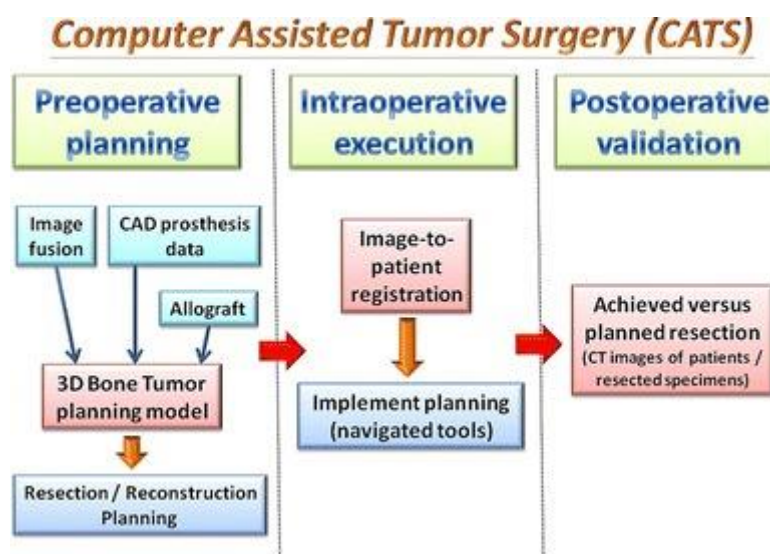 Computer Assisted Tumor Surgery (CATS)
Preoperative
planning
Intraoperative
execution
Postoperative
validation
Image
fusion
CAD prosthesis
data
Allograft
3D Bone Tumor
planning model
Resection / Reconstruction
Planning
Image-to-
patient
registration
Implement planning
(navigated tools)
Achieved versus
planned resection
(CT images of patients /
resected specimens)